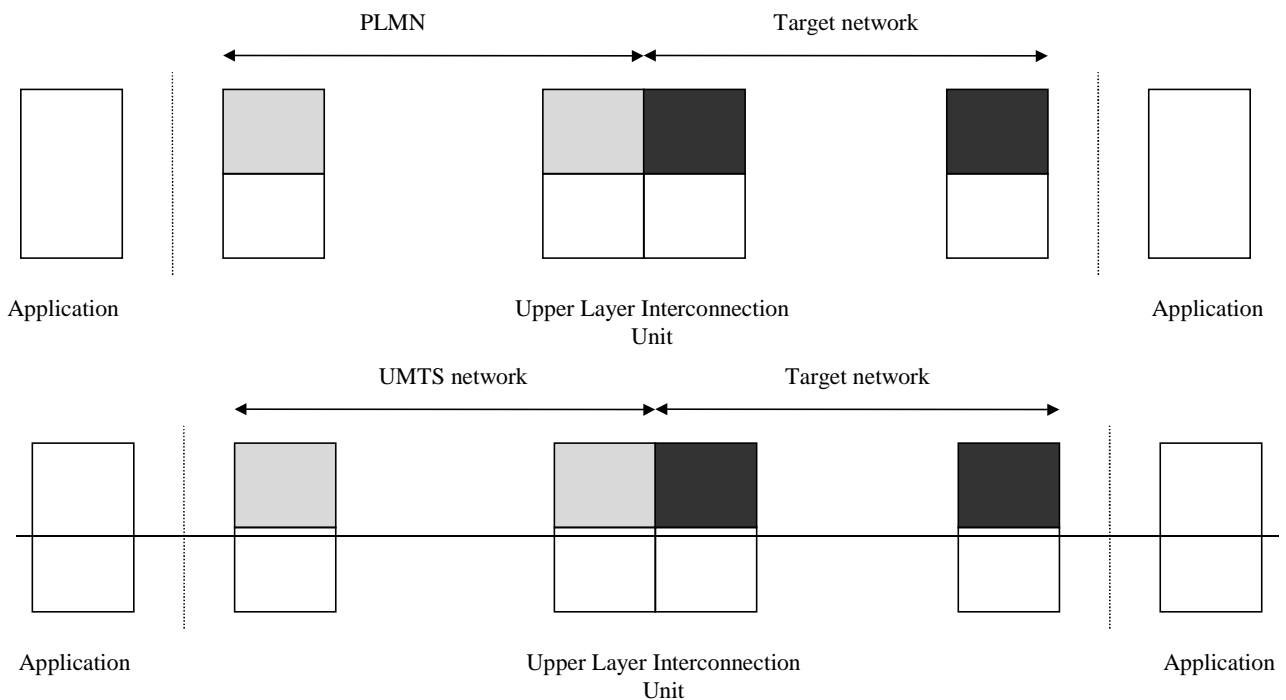 PLMN Target network
Application Upper Layer Interconnection Application
Unit
UMTS network Target network
Application Upper Layer Interconnection Application
Unit